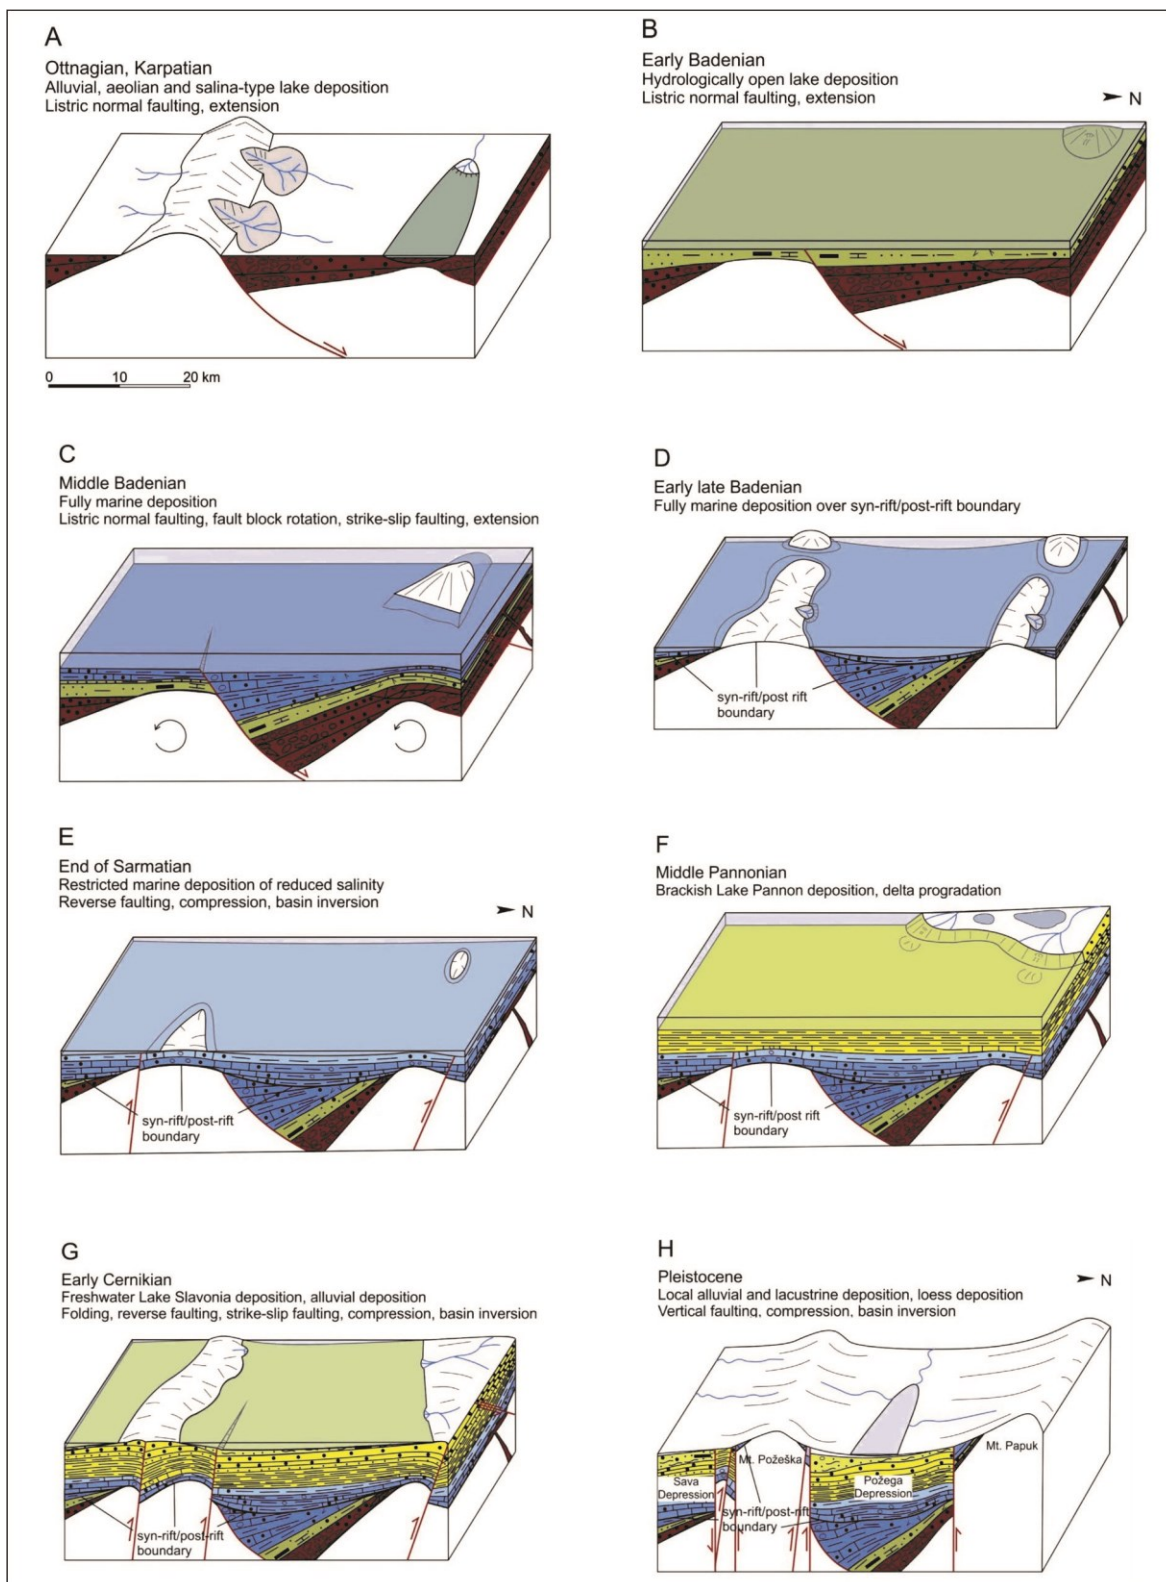 A
Ottnagian, Karpatian
Alluvial, aeolian and salina-type lake deposition
Listric normal faulting, extension
0 10 20 km
B
Early Badenian
Hydrologically open lake deposition
Listric normal faulting, extension
N
C
Middle Badenian
Fully marine deposition
Listric normal faulting, fault block rotation, strike-slip faulting, extension
D
Early late Badenian
Fully marine deposition over syn-rift/post-rift boundary
syn-rift/post rift
boundary
E
End of Sarmatian
Restricted marine deposition of reduced salinity
Reverse faulting, compression, basin inversion
N
syn-rift/post-rift
boundary
F
Middle Pannonian
Brackish Lake Pannon deposition, delta progradation
syn-rift/post rift
boundary
G
Early Cernikian
Freshwater Lake Slavonia deposition, alluvial deposition
Folding, reverse faulting, strike-slip faulting, compression, basin inversion
syn-rift/post-rift
boundary
H
Pleistocene
Local alluvial and lacustrine deposition, loess deposition
Vertical faulting, compression, basin inversion
N
Mt. Papuk
Mt. Požeška
Sava
Depression
Požega
Depression
syn-rift/post-rift
boundary